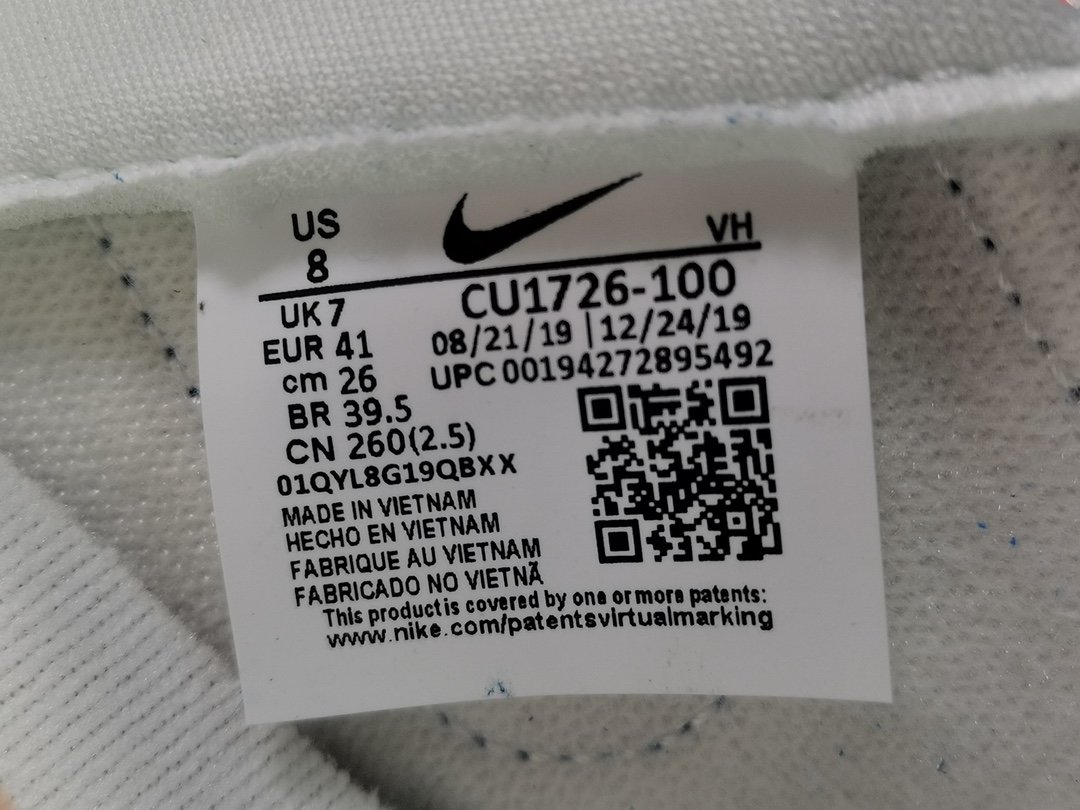 US
8
VH
UK 7
EUR 41
cm 26
BR 39.5
CN 260(2.5)
01QYL8G19QBXX
CU1726-100
08/21/19 | 12/24/19
UPC 00194272895492
MADE IN VIETNAM
HECHO EN VIETNAM
FABRIQUE AU VIETNAM
FABRICADO NO VIETNÃ
This product is covered by one or more patents:
www.nike.com/patentsvirtualmarking